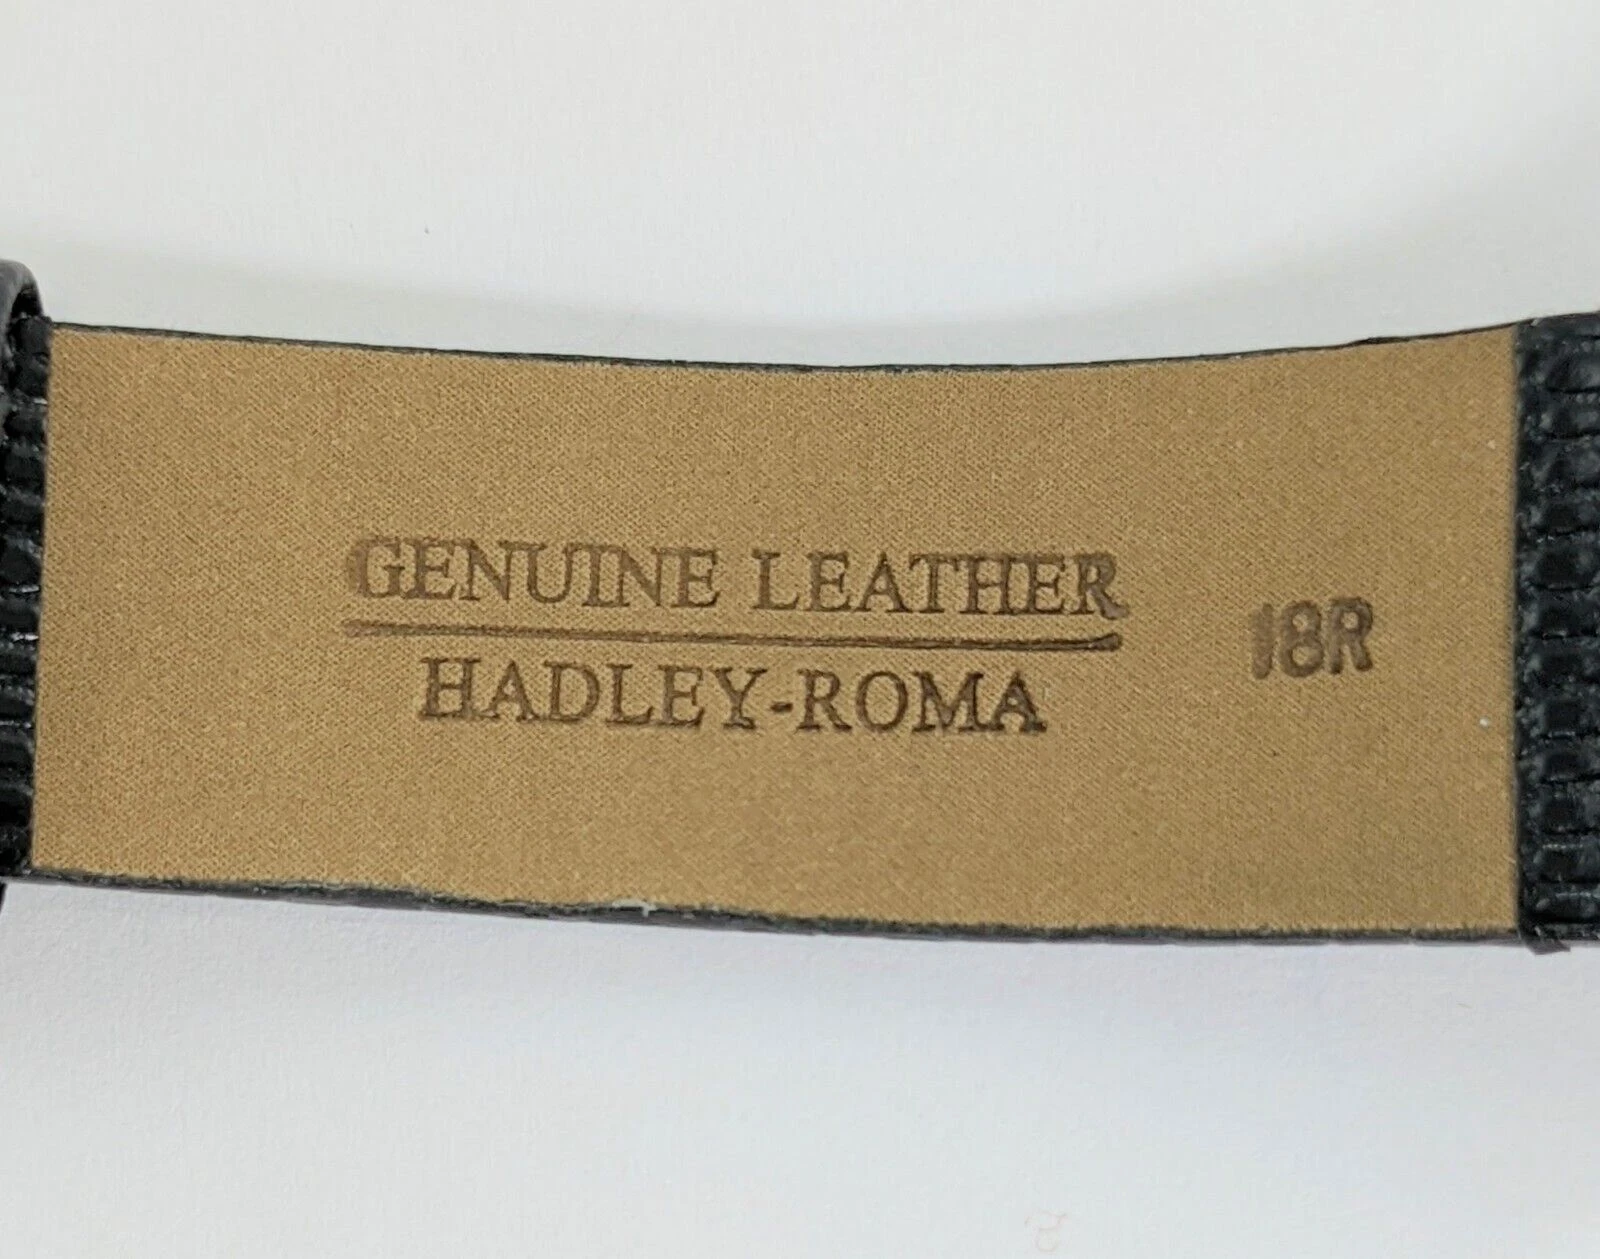 GENUINE LEATHER
HADLEY-ROMA
18R